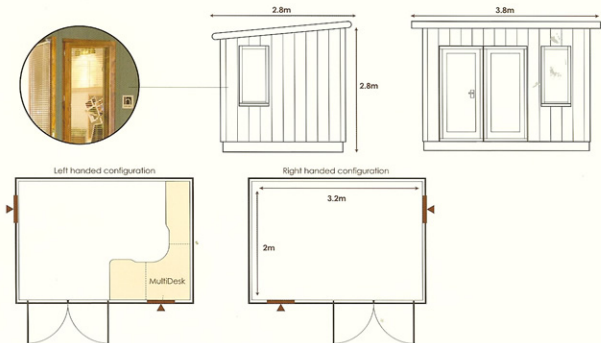 2.8m
3.8m
2.8m
Left handed configuration
Right handed configuration
3.2m
2m
MultiDesk